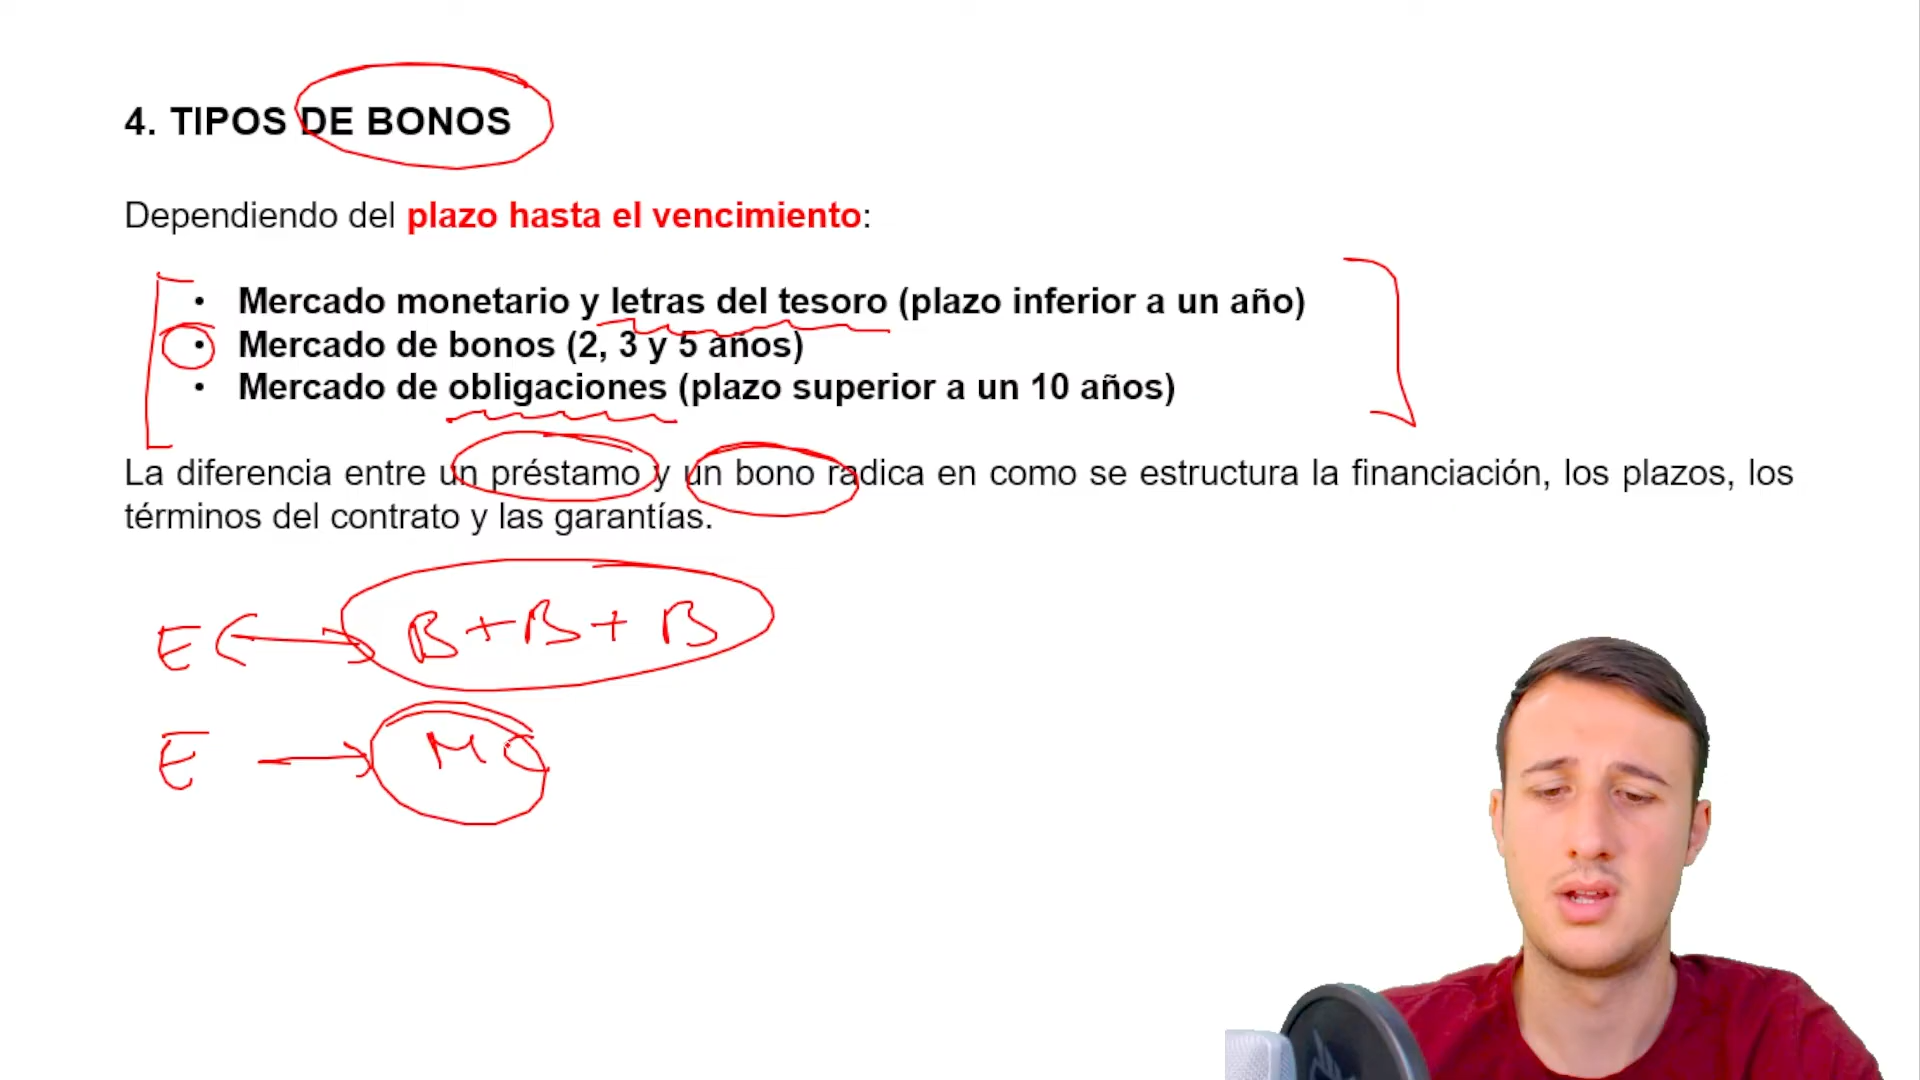 4. TIPOS DE BONOS
Dependiendo del plazo hasta el vencimiento:
• Mercado monetario y letras del tesoro (plazo inferior a un año)
• Mercado de bonos (2, 3 y 5 años)
• Mercado de obligaciones (plazo superior a un 10 años)
La diferencia entre un préstamo y un bono radica en como se estructura la financiación, los plazos, los
términos del contrato y las garantías.
E ↔ B + B + B
E → MC